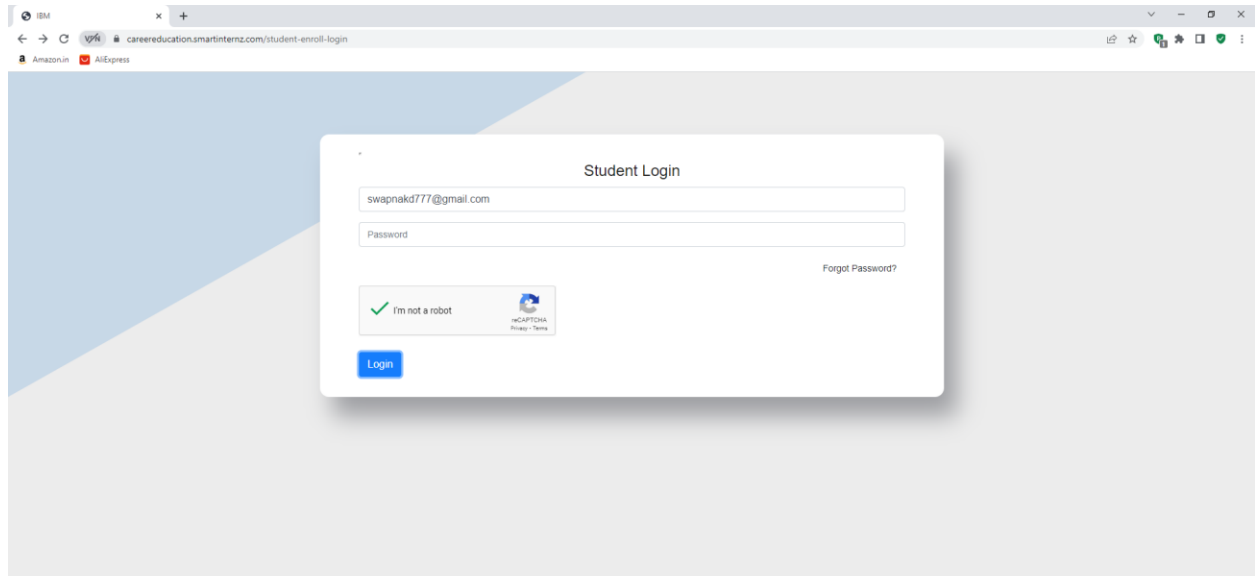 IBM
VPN
careereducation.smartinternz.com/student-enroll-login
a Amazon.in AliExpress
Student Login
swapnakd777@gmail.com
Password
Forgot Password?
I'm not a robot
reCAPTCHA
Privacy - Terms
Login